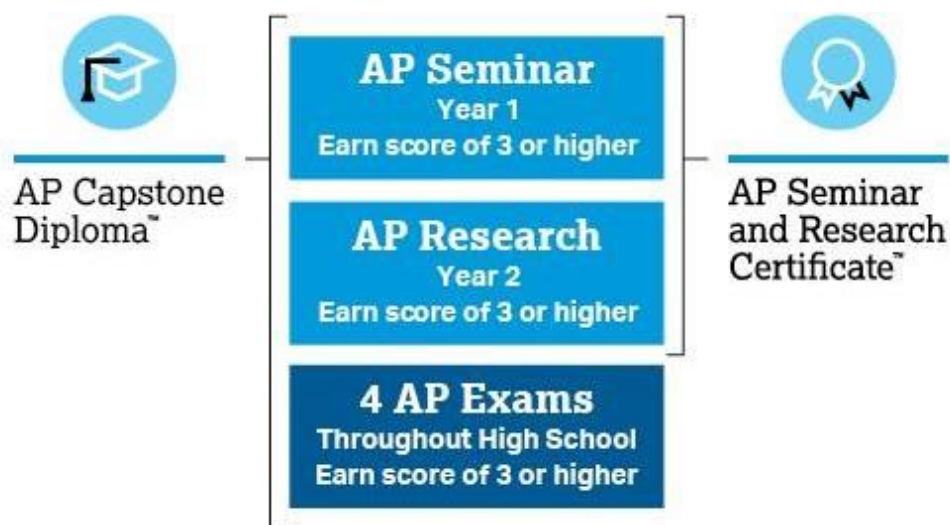 AP Capstone
Diploma™
AP Seminar
Year 1
Earn score of 3 or higher
AP Research
Year 2
Earn score of 3 or higher
4 AP Exams
Throughout High School
Earn score of 3 or higher
AP Seminar
and Research
Certificate™